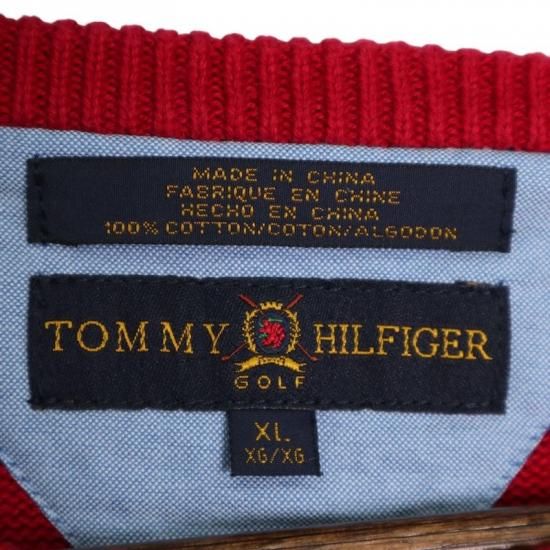 MADE IN CHINA
FABRIQUE EN CHINE
HECHO EN CHINA
100% COTTON/COTON/ALGODON
TOMMY HILFIGER
GOLF
XL
XG/XG